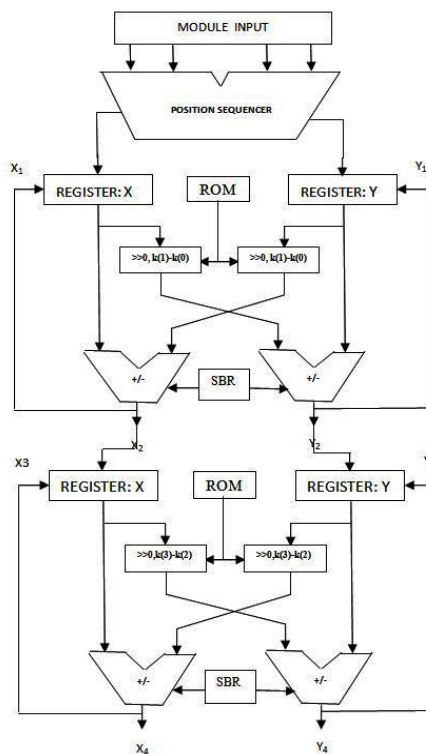 MODULE INPUT
POSITION SEQUENCER
X1
Y1
REGISTER: X
ROM
REGISTER: Y
>>0, k(1)-k(0)
>>0, k(1)-k(0)
+/-
SBR
+/-
X2
Y2
X3
Y
REGISTER: X
ROM
REGISTER: Y
>>0,k(3)-k(2)
>>0,k(3)-k(2)
+/-
SBR
+/-
X4
Y4